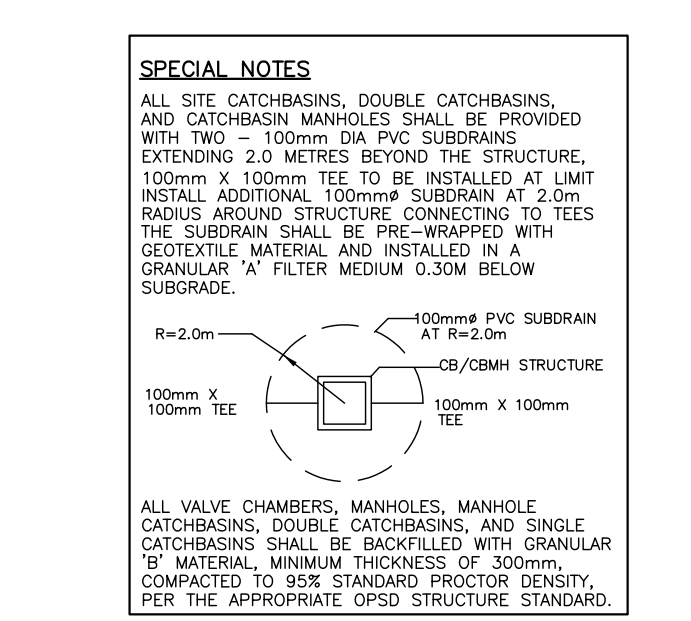 SPECIAL NOTES
ALL SITE CATCHBASINS, DOUBLE CATCHBASINS,
AND CATCHBASIN MANHOLES SHALL BE PROVIDED
WITH TWO – 100mm DIA PVC SUBDRAINS
EXTENDING 2.0 METRES BEYOND THE STRUCTURE,
100mm X 100mm TEE TO BE INSTALLED AT LIMIT
INSTALL ADDITIONAL 100mmø SUBDRAIN AT 2.0m
RADIUS AROUND STRUCTURE CONNECTING TO TEES
THE SUBDRAIN SHALL BE PRE-WRAPPED WITH
GEOTEXTILE MATERIAL AND INSTALLED IN A
GRANULAR 'A' FILTER MEDIUM 0.30M BELOW
SUBGRADE.
R=2.0m
100mmø PVC SUBDRAIN
AT R=2.0m
CB/CBMH STRUCTURE
100mm X
100mm TEE
100mm X 100mm
TEE
ALL VALVE CHAMBERS, MANHOLES, MANHOLE
CATCHBASINS, DOUBLE CATCHBASINS, AND SINGLE
CATCHBASINS SHALL BE BACKFILLED WITH GRANULAR
'B' MATERIAL, MINIMUM THICKNESS OF 300mm,
COMPACTED TO 95% STANDARD PROCTOR DENSITY,
PER THE APPROPRIATE OPSD STRUCTURE STANDARD.